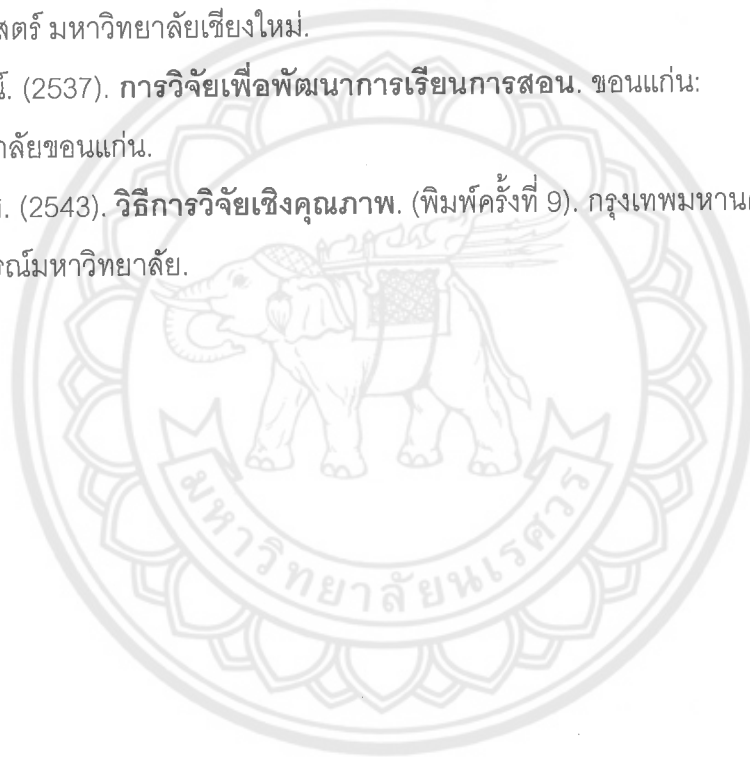 สตร์ มหาวิทยาลัยเชียงใหม่.
์. (2537). การวิจัยเพื่อพัฒนาการเรียนการสอน. ขอนแก่น:
าลัยขอนแก่น.
. (2543). วิธีการวิจัยเชิงคุณภาพ. (พิมพ์ครั้งที่ 9). กรุงเทพมหาน
รณ์มหาวิทยาลัย.
มหาวิทยาลัยนเรศวร